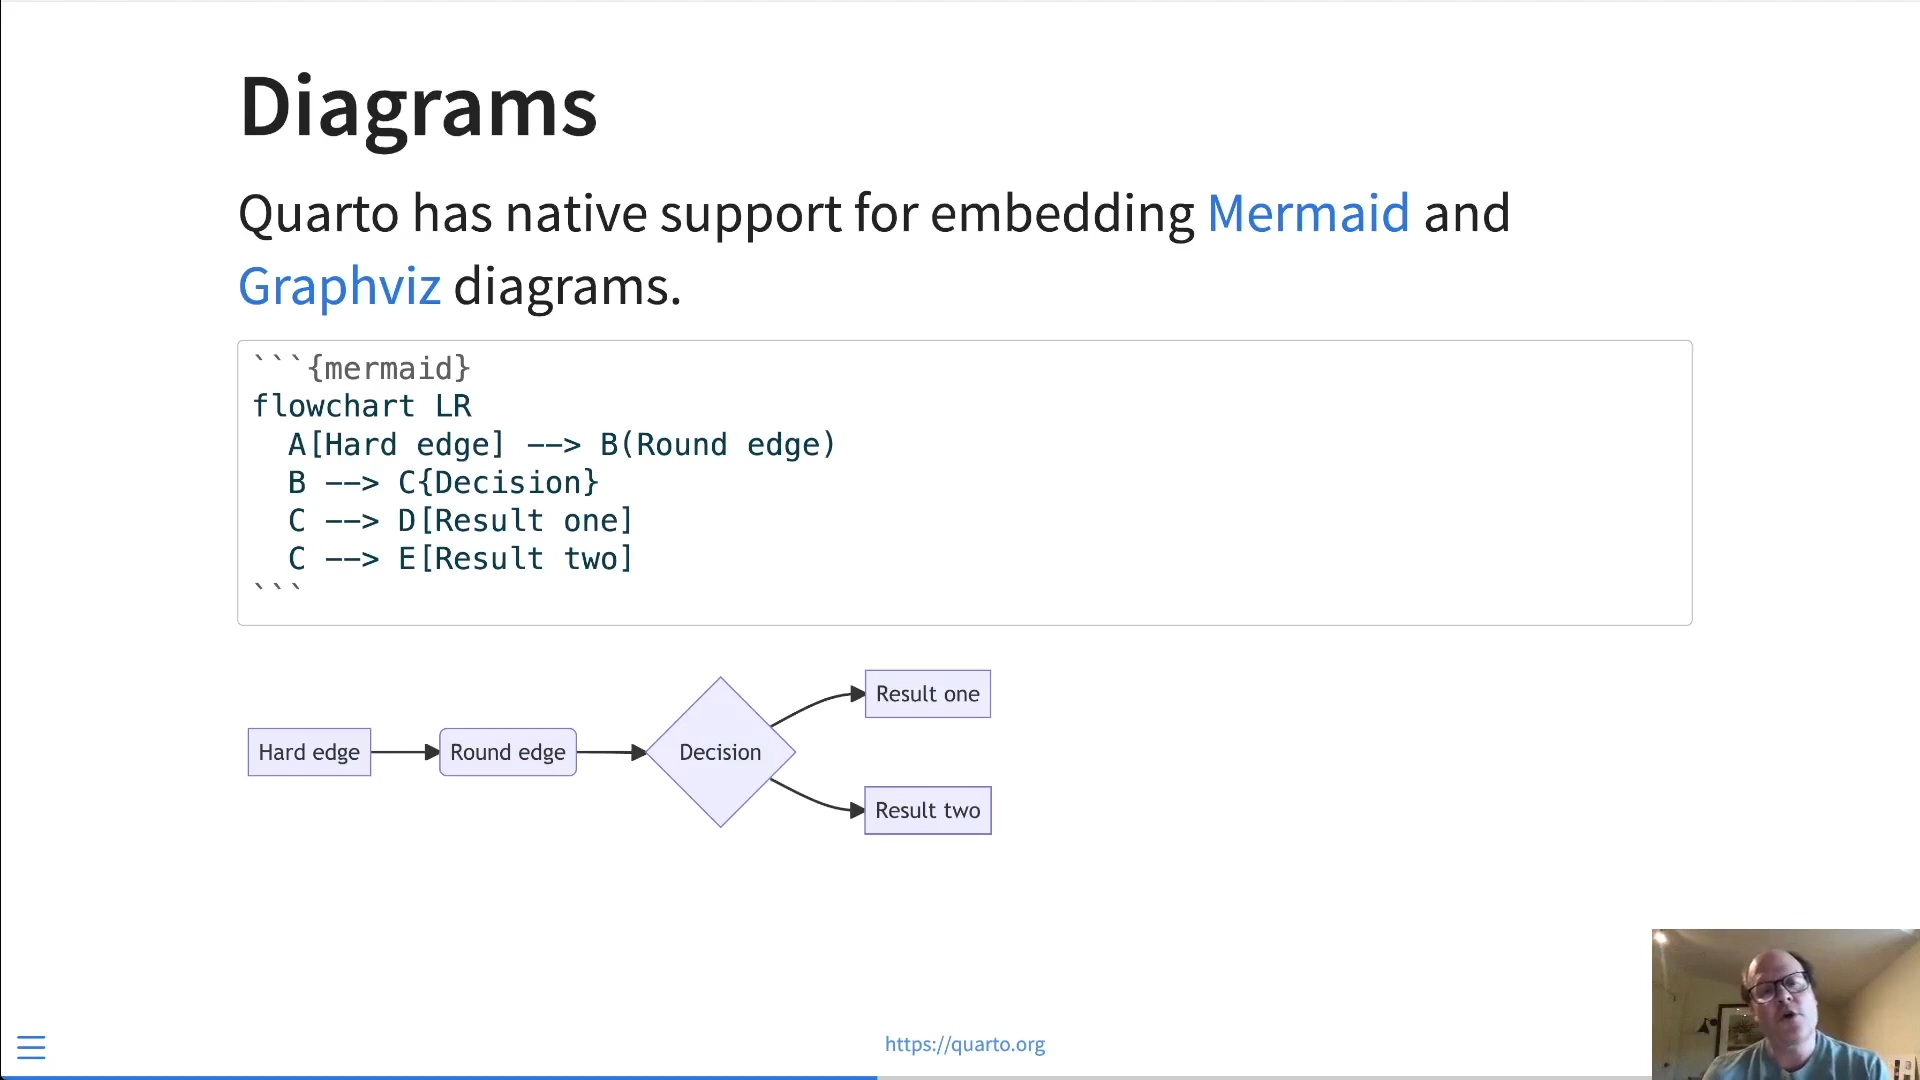 Diagrams
Quarto has native support for embedding Mermaid and
Graphviz diagrams.
```{mermaid}
flowchart LR
  A[Hard edge] --> B(Round edge)
  B --> C{Decision}
  C --> D[Result one]
  C --> E[Result two]
```
Hard edge
Round edge
Decision
Result one
Result two
https://quarto.org